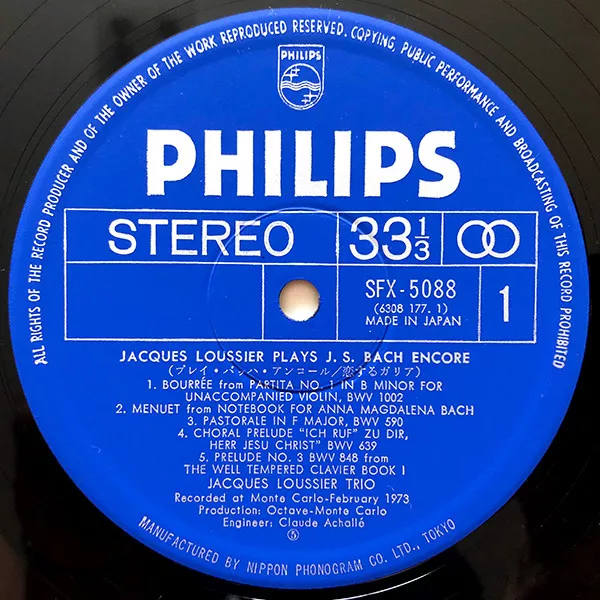 ALL RIGHTS OF THE RECORD PRODUCER AND OF THE OWNER OF THE WORK REPRODUCED RESERVED. COPYING, PUBLIC PERFORMANCE AND BROADCASTING OF THIS RECORD PROHIBITED
PHILIPS
PHILIPS
STEREO 33 1/3
SFX-5088 1
(6308 177. 1)
MADE IN JAPAN
JACQUES LOUSSIER PLAYS J. S. BACH ENCORE
(プレイ・バッハ・アンコール/恋するガリア)
1. BOURRÉE from PARTITA NO. 1 IN B MINOR FOR
UNACCOMPANIED VIOLIN, BWV 1002
2. MENUET from NOTEBOOK FOR ANNA MAGDALENA BACH
3. PASTORALE IN F MAJOR, BWV 590
4. CHORAL PRELUDE "ICH RUF" ZU DIR,
HERR JESU CHRIST" BWV 639
5. PRELUDE NO. 3 BWV 848 from
THE WELL TEMPERED CLAVIER BOOK I
JACQUES LOUSSIER TRIO
Recorded at Monte Carlo-February 1973
Production: Octave-Monte Carlo
Engineer: Claude Achallé
Ⓢ
MANUFACTURED BY NIPPON PHONOGRAM CO. LTD., TOKYO